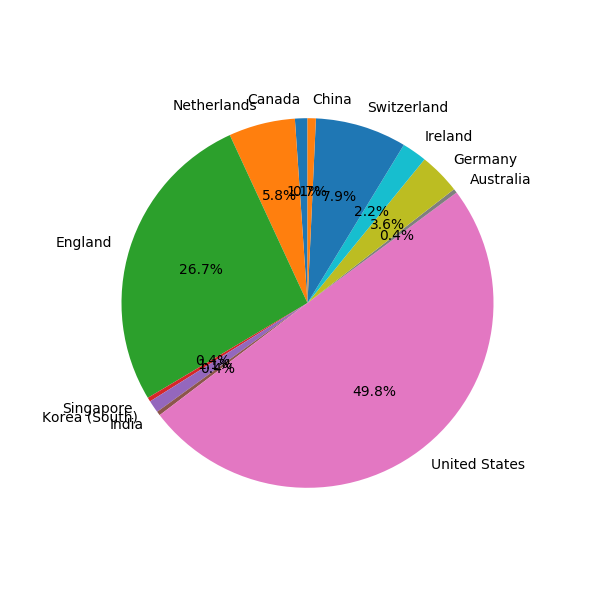 Canada
China
Netherlands
Switzerland
Ireland
Germany
Australia
5.8%
7.9%
2.2%
3.6%
0.4%
England
26.7%
0.4%
0.4%
49.8%
Singapore
Korea (South)
India
United States